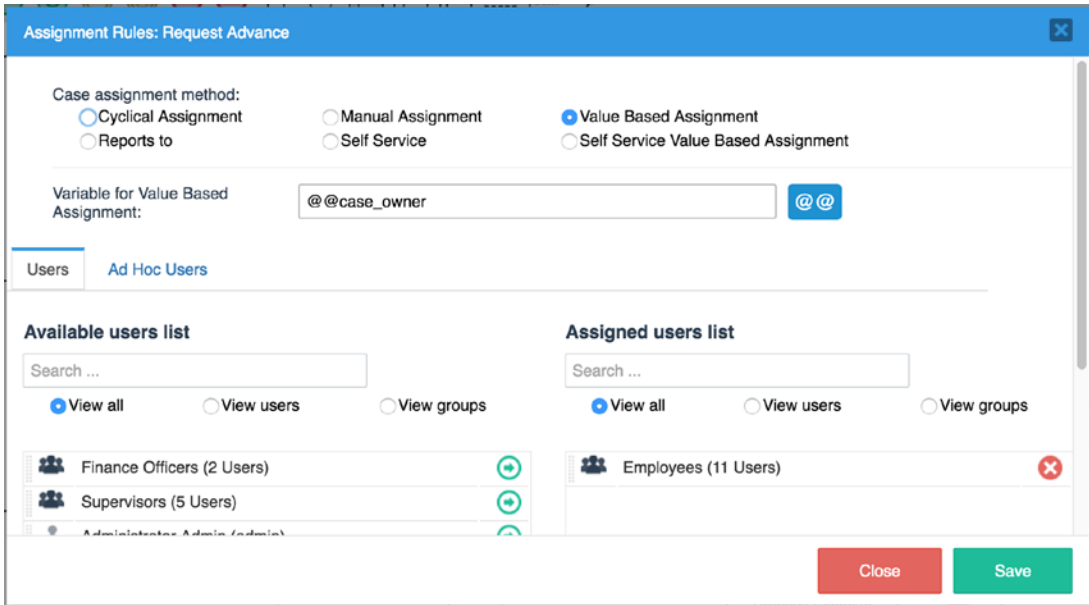 Assignment Rules: Request Advance
Case assignment method:
Cyclical Assignment Manual Assignment Value Based Assignment
Reports to Self Service Self Service Value Based Assignment
Variable for Value Based
Assignment:
@@case_owner @@
Users Ad Hoc Users
Available users list Assigned users list
Search ... Search ...
View all View users View groups View all View users View groups
Finance Officers (2 Users) Employees (11 Users)
Supervisors (5 Users)
Administrator Admin (admin)
Close Save